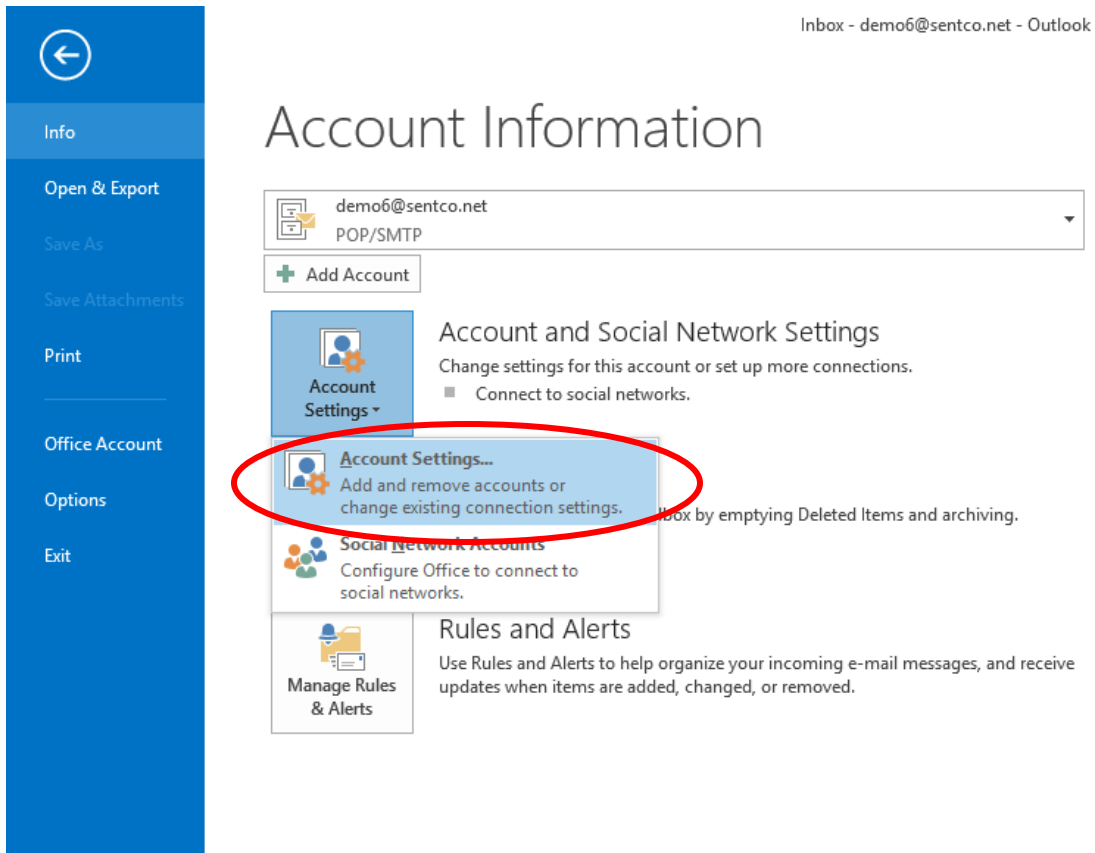 Inbox - demo6@sentco.net - Outlook
Info
Open & Export
Save As
Save Attachments
Print
Office Account
Options
Exit
Account Information
demo6@sentco.net
POP/SMTP
Add Account
Account
Settings
Account and Social Network Settings
Change settings for this account or set up more connections.
Connect to social networks.
Account Settings...
Add and remove accounts or
change existing connection settings.
by emptying Deleted Items and archiving.
Social Network Accounts
Configure Office to connect to
social networks.
Manage Rules
& Alerts
Rules and Alerts
Use Rules and Alerts to help organize your incoming e-mail messages, and receive
updates when items are added, changed, or removed.